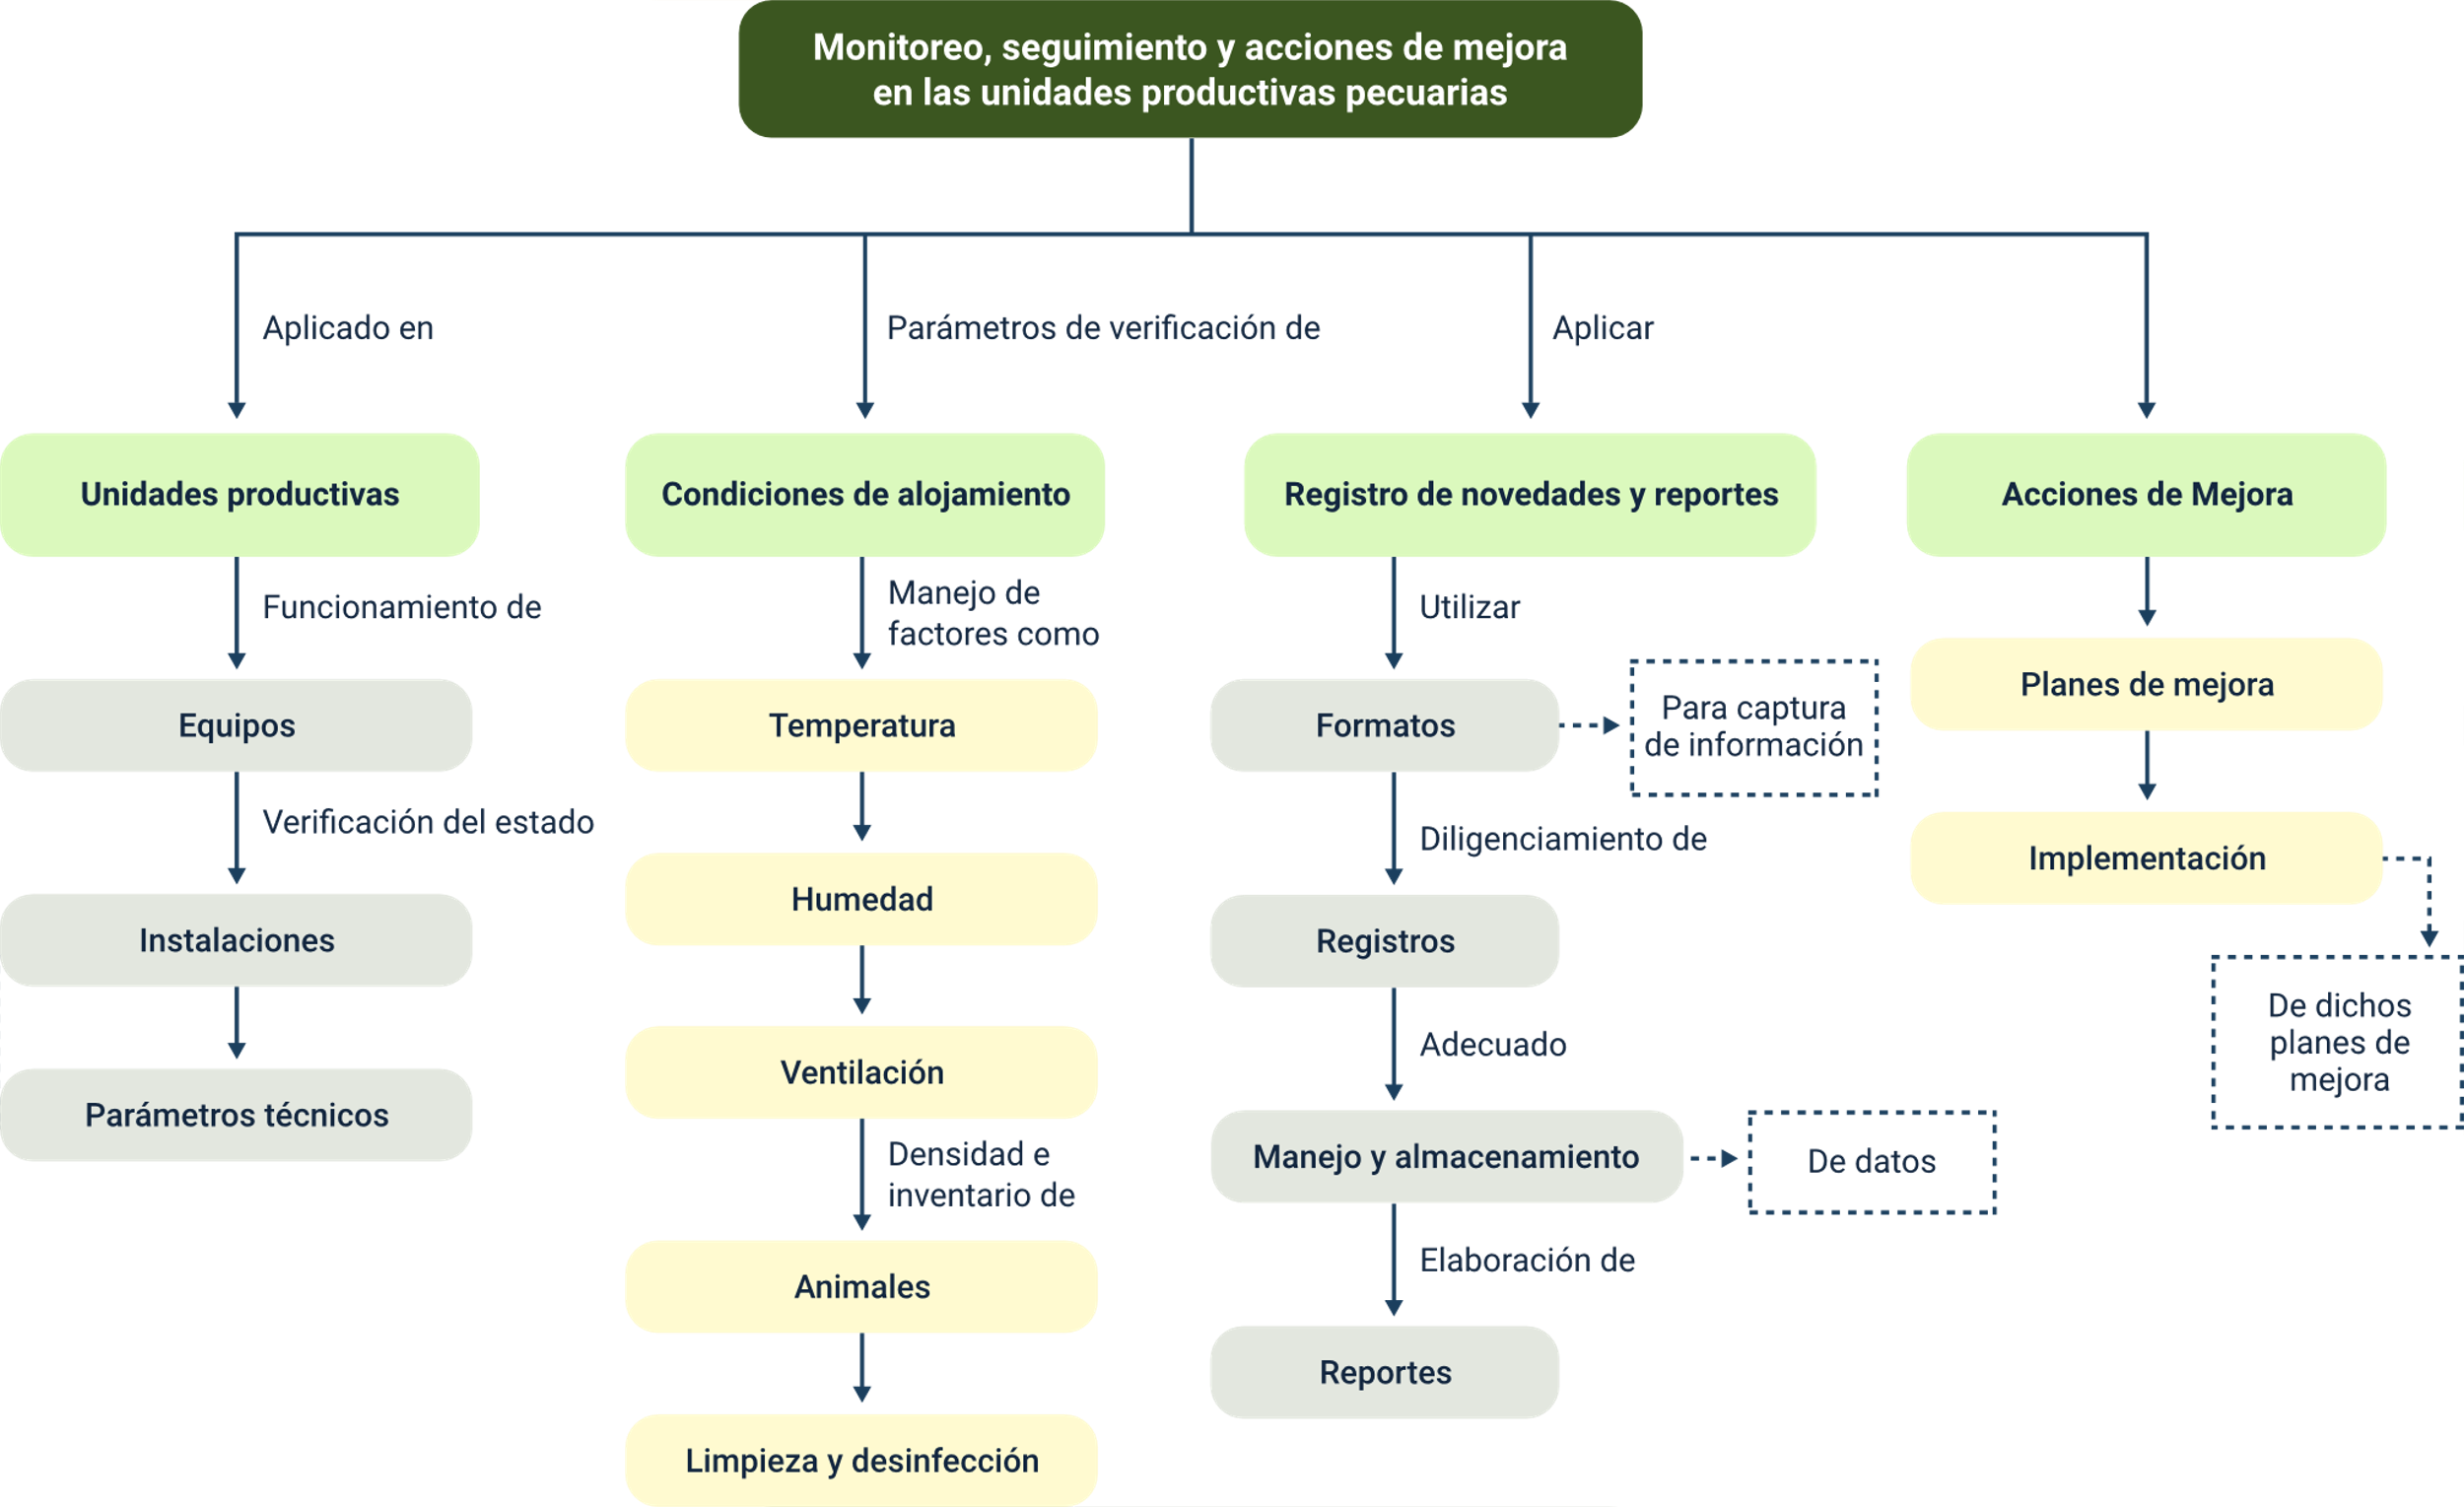 Monitoreo, seguimiento y acciones de mejora
en las unidades productivas pecuarias
Aplicado en
Parámetros de verificación de
Aplicar
Unidades productivas
Condiciones de alojamiento
Registro de novedades y reportes
Acciones de Mejora
Funcionamiento de
Manejo de
factores como
Utilizar
Equipos
Temperatura
Formatos
Para captura
de información
Planes de mejora
Verificación del estado
Diligenciamiento de
Implementación
Instalaciones
Humedad
Registros
De dichos
planes de
mejora
Parámetros técnicos
Ventilación
Adecuado
Densidad e
inventario de
Manejo y almacenamiento
De datos
Animales
Elaboración de
Reportes
Limpieza y desinfección